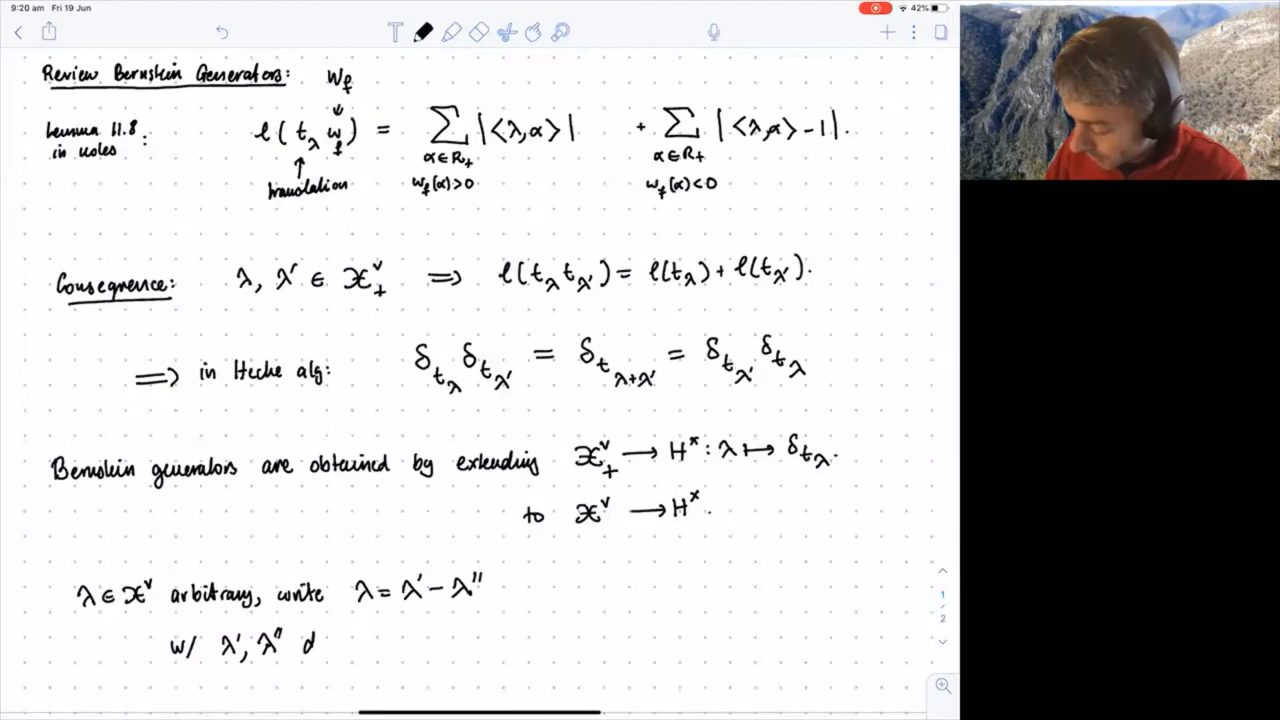 9:20 am Fri 19 Jun
42%
Review Bernstein Generators: W_f
Lemma 11.8 in notes: ℓ(t_λ w_f) = Σ_{α∈R_+, w_f(α)>0} |<λ,α>| + Σ_{α∈R_+, w_f(α)<0} |<λ,α> - 1|.
translation
Consequence: λ, λ' ∈ 𝔛^∨_+ ⟹ ℓ(t_λ t_λ') = ℓ(t_λ) + ℓ(t_λ').
⟹ in Hecke alg: δ_{t_λ} δ_{t_λ'} = δ_{t_{λ+λ'}} = δ_{t_λ'} δ_{t_λ}
Bernstein generators are obtained by extending 𝔛^∨_+ ⟶ H^×: λ ↦ δ_{t_λ}.
to 𝔛^∨ ⟶ H^×.
λ ∈ 𝔛^∨ arbitrary, write λ = λ' - λ''
w/ λ', λ'' d
1
/
2